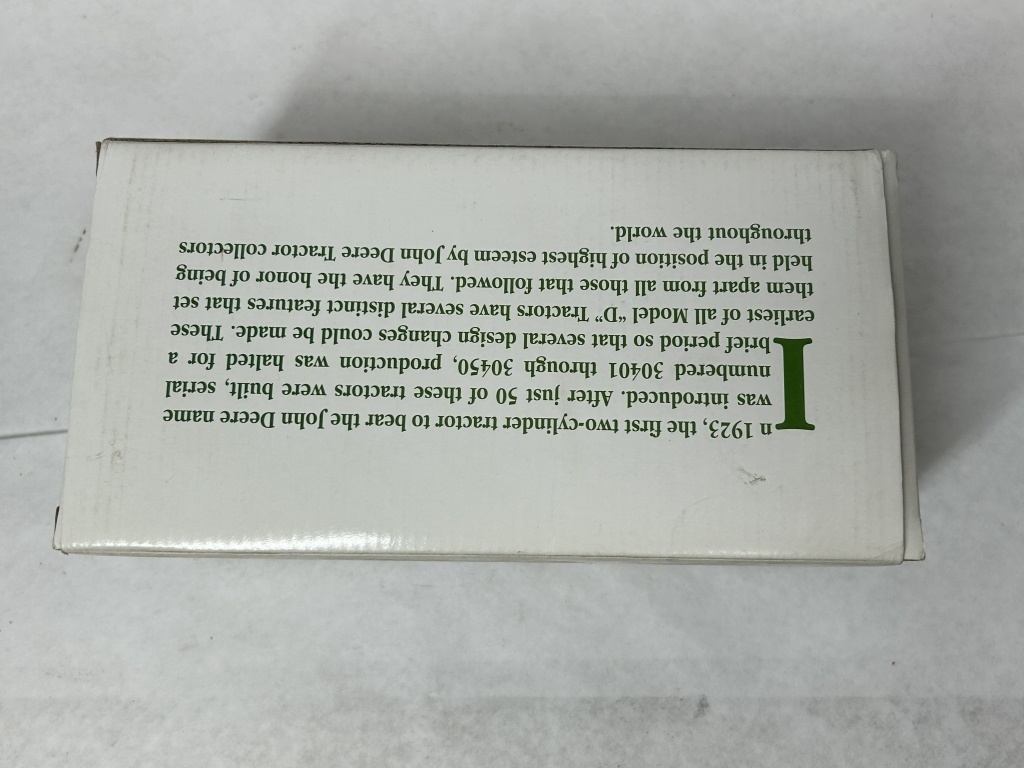 In 1923, the first two-cylinder tractor to bear the John Deere name
was introduced. After just 50 of these tractors were built, serial
numbered 30401 through 30450, production was halted for a
brief period so that several design changes could be made. These
earliest of all Model “D” Tractors have several distinct features that set
them apart from all those that followed. They have the honor of being
held in the position of highest esteem by John Deere Tractor collectors
throughout the world.